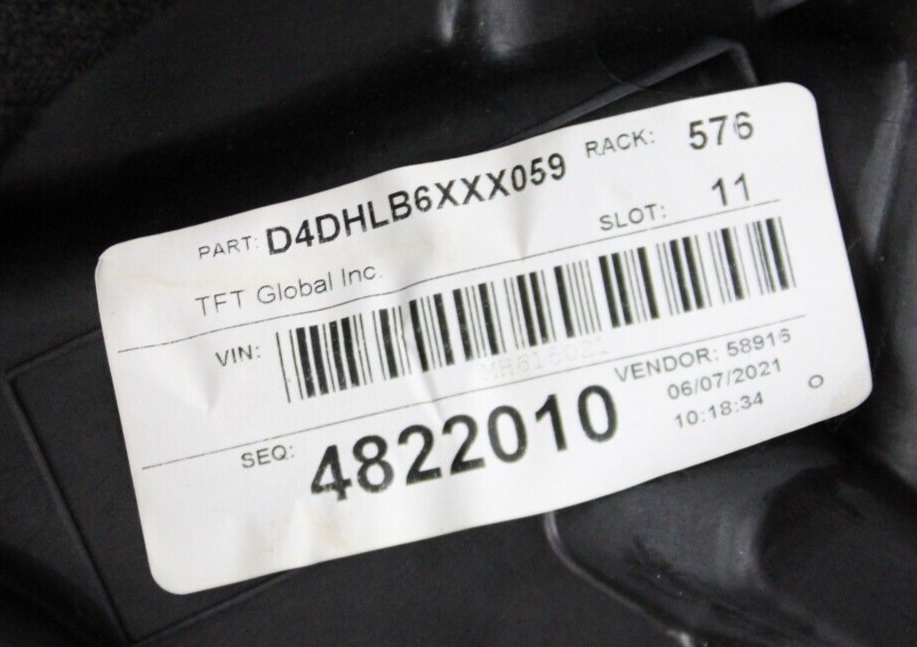 PART: D4DHLB6XXX059 RACK: 576
TFT Global Inc. SLOT: 11
VIN:
MH615021
VENDOR: 58916
SEQ: 4822010 06/07/2021
10:18:34 O